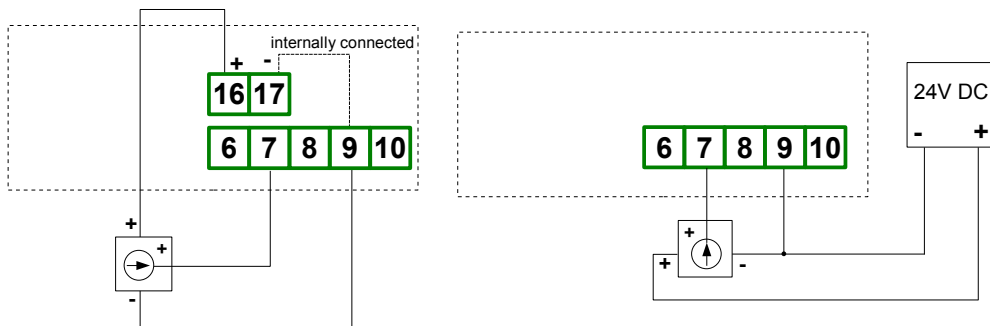 internally connected
+ -
16 17
6 7 8 9 10
+
+
-
24V DC
- +
6 7 8 9 10
+
+ -